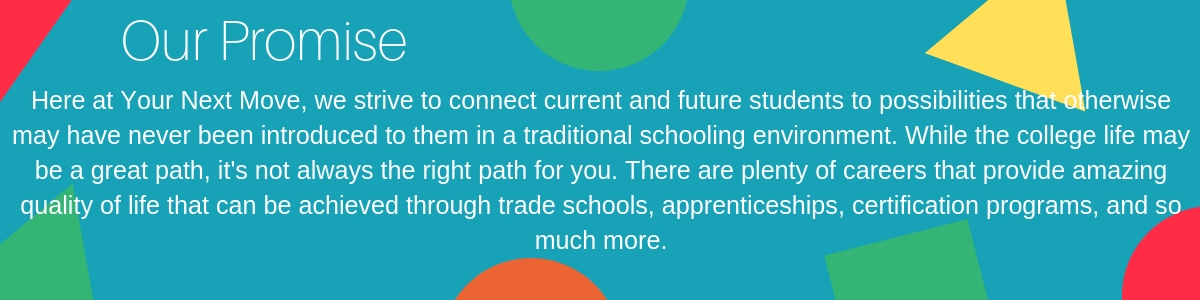 Our Promise
Here at Your Next Move, we strive to connect current and future students to possibilities that otherwise
may have never been introduced to them in a traditional schooling environment. While the college life may
be a great path, it's not always the right path for you. There are plenty of careers that provide amazing
quality of life that can be achieved through trade schools, apprenticeships, certification programs, and so
much more.